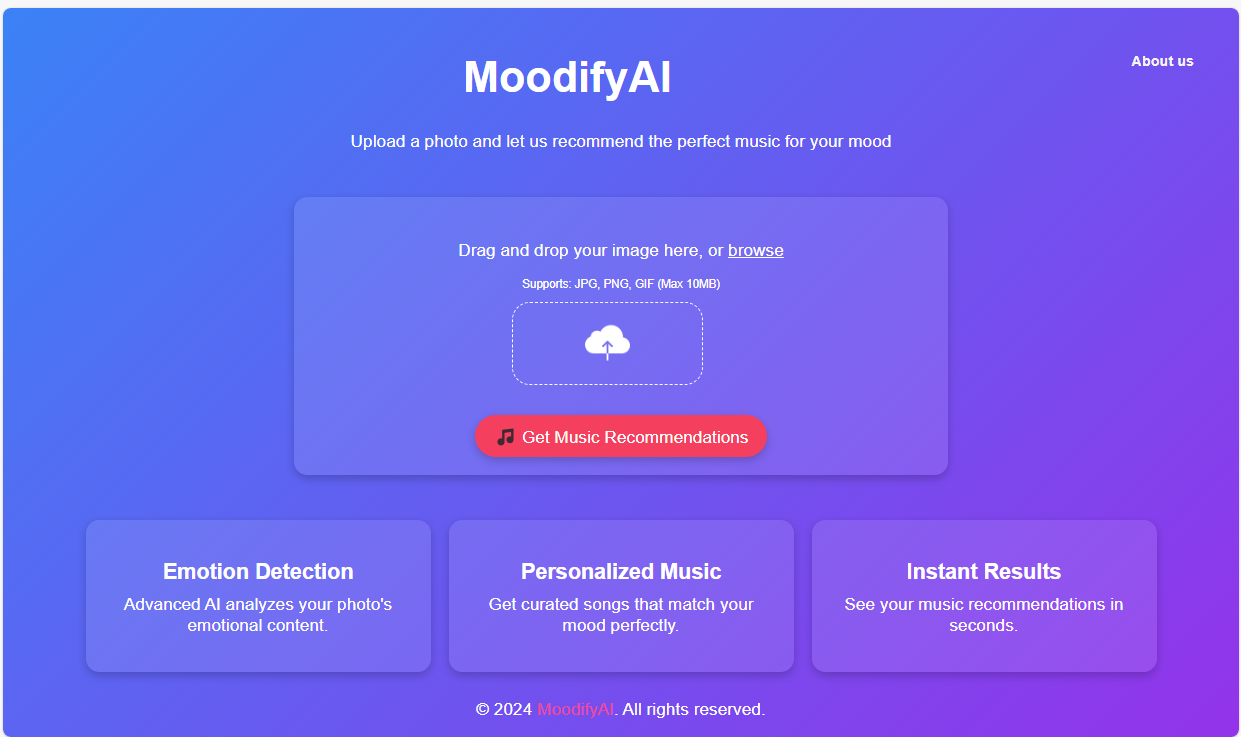 MoodifyAI
About us
Upload a photo and let us recommend the perfect music for your mood
Drag and drop your image here, or browse
Supports: JPG, PNG, GIF (Max 10MB)
Get Music Recommendations
Emotion Detection
Advanced AI analyzes your photo's
emotional content.
Personalized Music
Get curated songs that match your
mood perfectly.
Instant Results
See your music recommendations in
seconds.
© 2024 MoodifyAI. All rights reserved.